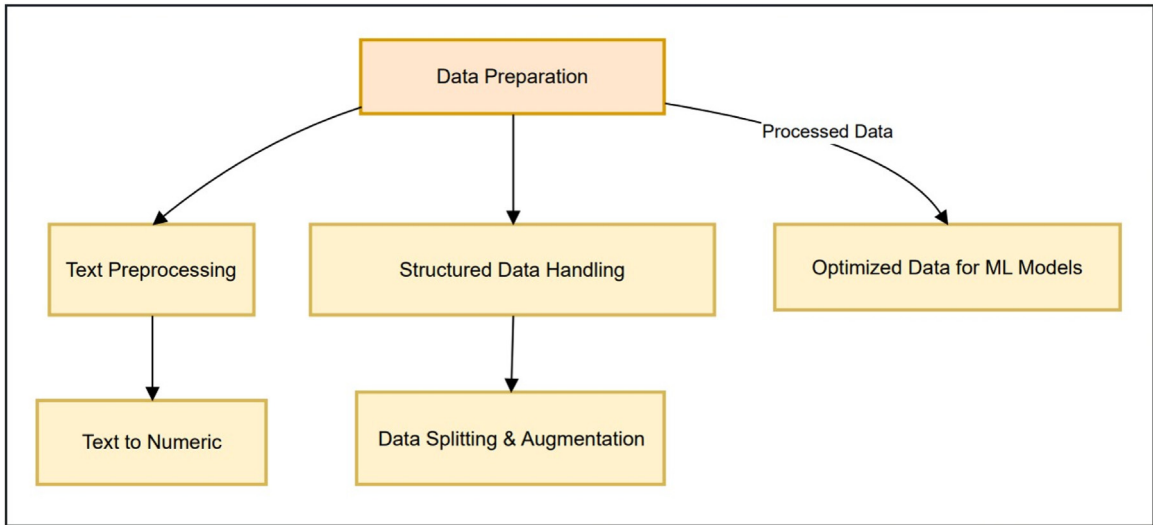 Data Preparation
Processed Data
Text Preprocessing
Structured Data Handling
Optimized Data for ML Models
Text to Numeric
Data Splitting & Augmentation